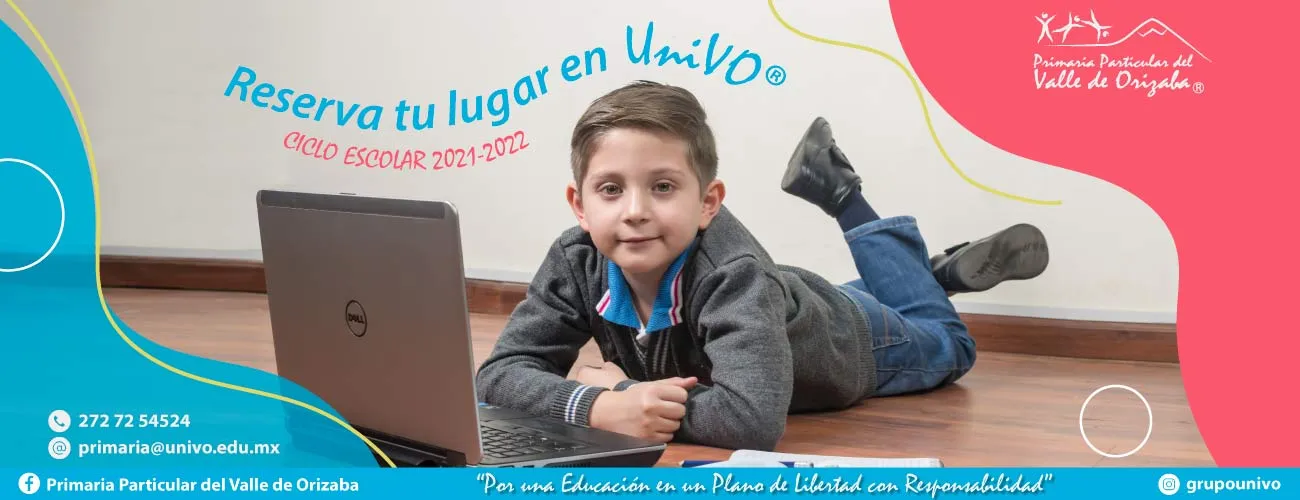 Reserva tu lugar en UniVO®
CICLO ESCOLAR 2021-2022
Primaria Particular del
Valle de Orizaba®
DELL
272 72 54524
primaria@univo.edu.mx
Primaria Particular del Valle de Orizaba
"Por una Educación en un Plano de Libertad con Responsabilidad"
grupounivo